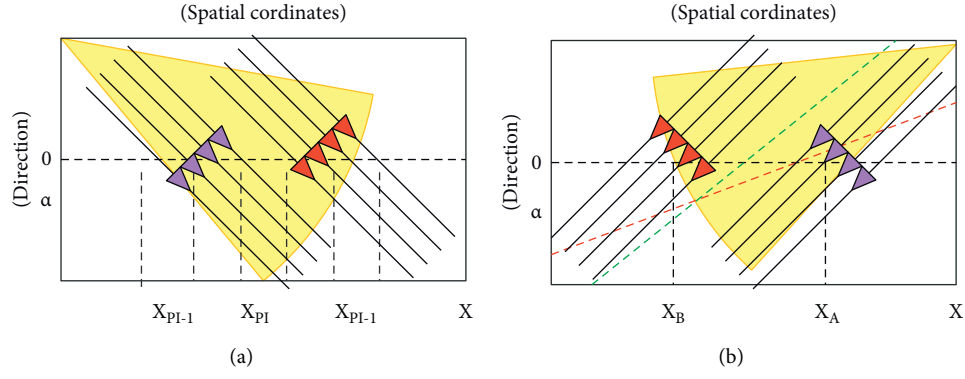 (Spatial cordinates)
(Direction)
0
α
X_PI-1 X_PI X_PI-1 X
(a)
(Spatial cordinates)
(Direction)
0
α
X_B X_A X
(b)